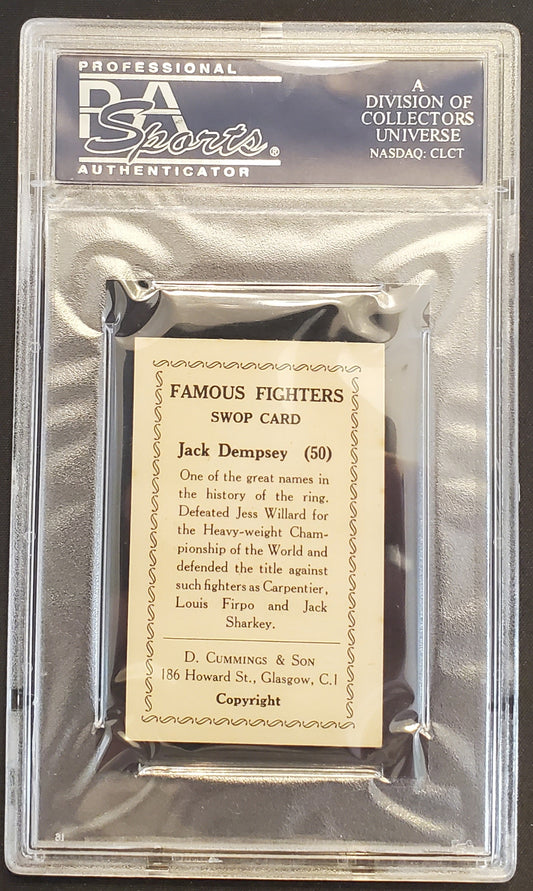 PROFESSIONAL
PSA
Sports®
AUTHENTICATOR
A
DIVISION OF
COLLECTORS
UNIVERSE
NASDAQ: CLCT
FAMOUS FIGHTERS
SWOP CARD
Jack Dempsey (50)
One of the great names in
the history of the ring.
Defeated Jess Willard for
the Heavy-weight Cham-
pionship of the World and
defended the title against
such fighters as Carpentier,
Louis Firpo and Jack
Sharkey.
D. CUMMINGS & SON
186 Howard St., Glasgow, C.1
Copyright